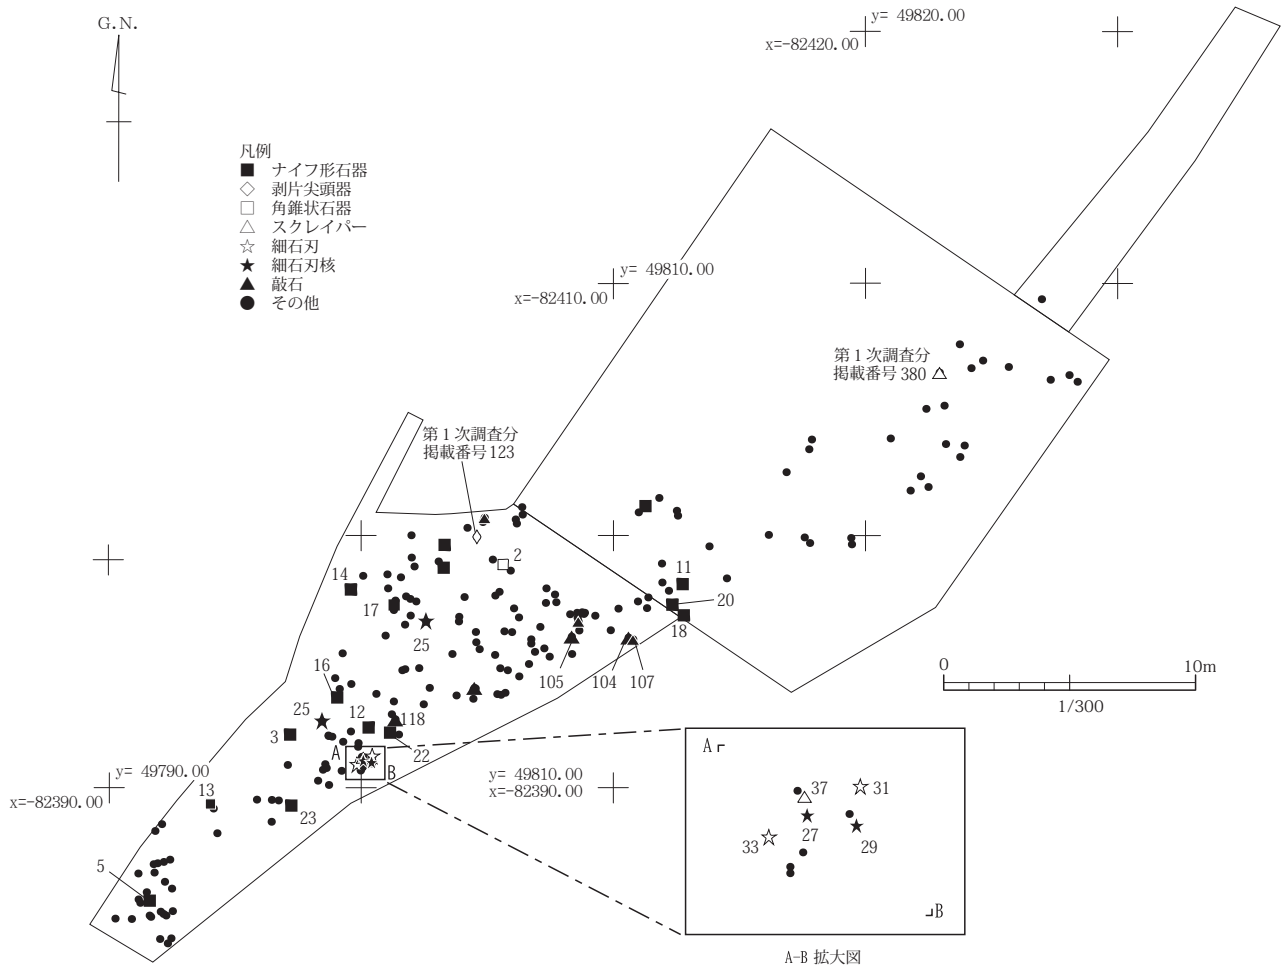 G.N.
y= 49820.00
x=-82420.00
凡例
ナイフ形石器
剥片尖頭器
角錐状石器
スクレイパー
細石刃
細石刃核
敲石
その他
y= 49810.00
x=-82410.00
第1次調査分
掲載番号380
第1次調査分
掲載番号123
2
14
17
25
11
20
18
105
104
107
16
25
12
118
3
22
A
B
0
10m
1/300
y= 49790.00
x=-82390.00
y= 49810.00
x=-82390.00
13
23
5
A
37
31
27
29
33
B
A-B 拡大図